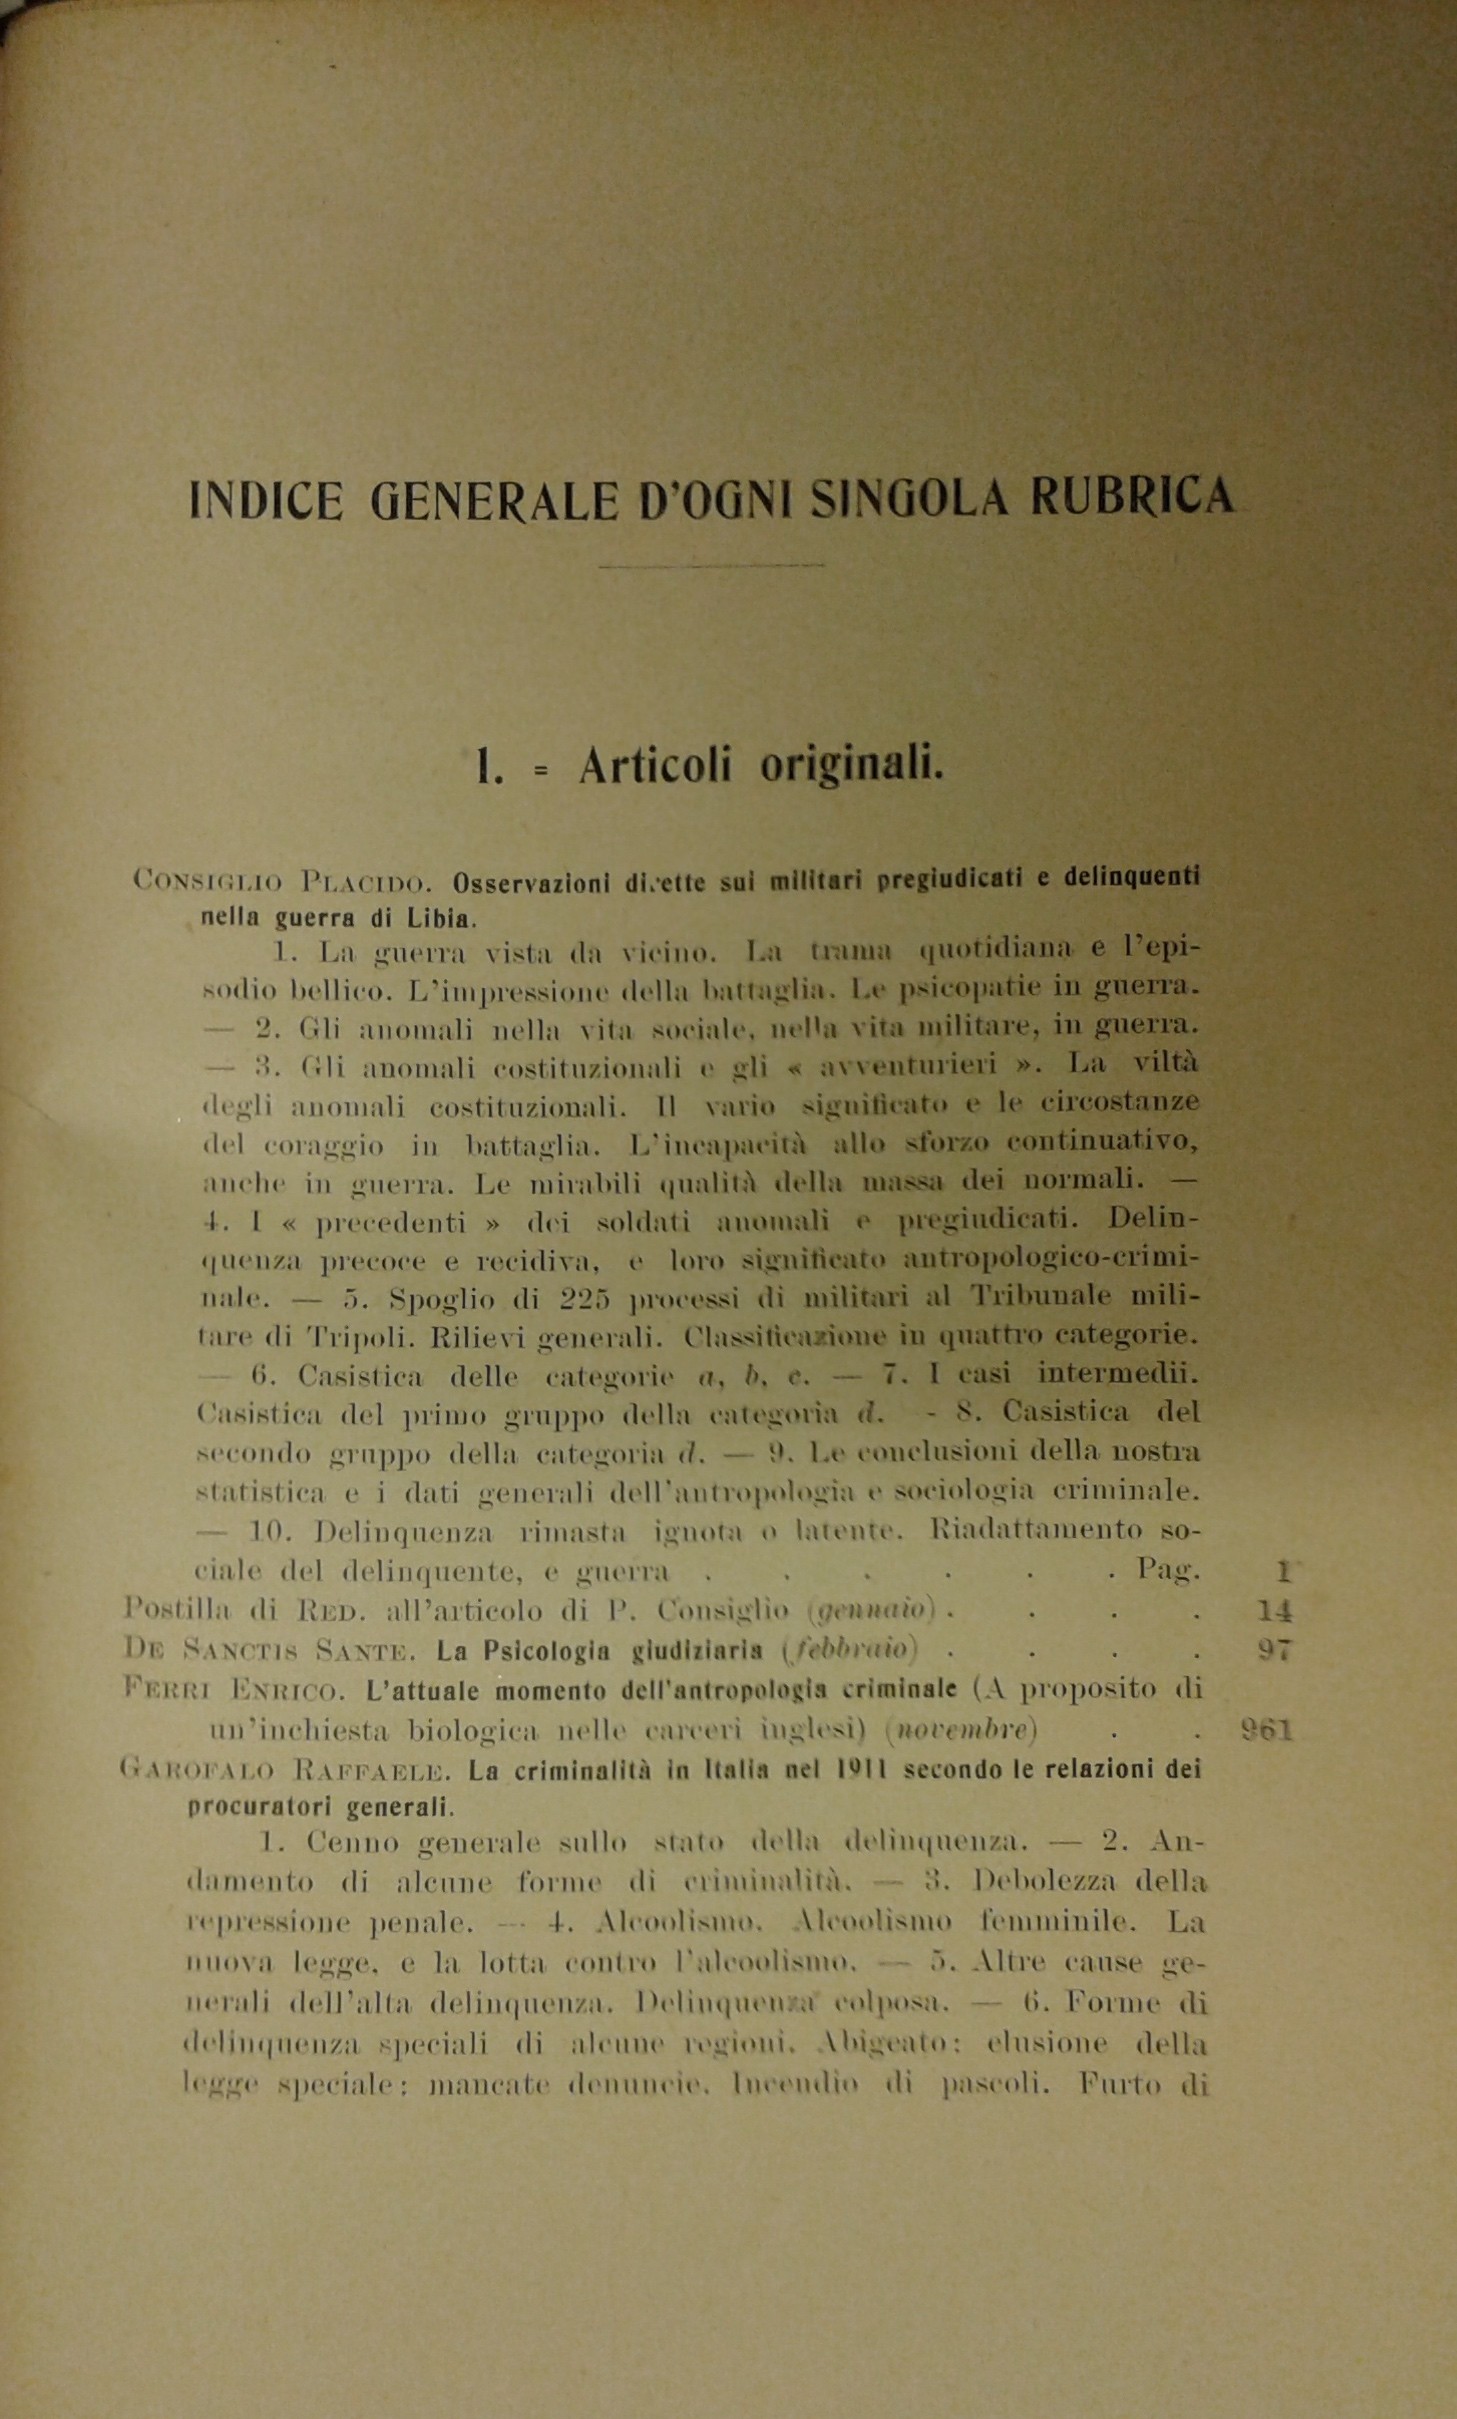 INDICE GENERALE D'OGNI SINGOLA RUBRICA
I. = Articoli originali.
CONSIGLIO PLACIDO. Osservazioni dirette sui militari pregiudicati e delinquenti
nella guerra di Libia.
1. La guerra vista da vicino. La trama quotidiana e l'epi-
sodio bellico. L'impressione della battaglia. Le psicopatie in guerra.
— 2. Gli anomali nella vita sociale, nella vita militare, in guerra.
— 3. Gli anomali costituzionali e gli « avventurieri ». La viltà
degli anomali costituzionali. Il vario significato e le circostanze
del coraggio in battaglia. L'incapacità allo sforzo continuativo,
anche in guerra. Le mirabili qualità della massa dei normali. —
4. I « precedenti » dei soldati anomali e pregiudicati. Delin-
quenza precoce e recidiva, e loro significato antropologico-crimi-
nale. — 5. Spoglio di 225 processi di militari al Tribunale mili-
tare di Tripoli. Rilievi generali. Classificazione in quattro categorie.
— 6. Casistica delle categorie a, b, c. — 7. I casi intermedii.
Casistica del primo gruppo della categoria d. - 8. Casistica del
secondo gruppo della categoria d. — 9. Le conclusioni della nostra
statistica e i dati generali dell'antropologia e sociologia criminale.
— 10. Delinquenza rimasta ignota o latente. Riadattamento so-
ciale del delinquente, e guerra . . . . . . Pag. 1
Postilla di RED. all'articolo di P. Consiglio (gennaio) . . . . 14
DE SANCTIS SANTE. La Psicologia giudiziaria (febbraio) . . . . 97
FERRI ENRICO. L'attuale momento dell'antropologia criminale (A proposito di
un'inchiesta biologica nelle carceri inglesi) (novembre) . . 961
GAROFALO RAFFAELE. La criminalità in Italia nel 1911 secondo le relazioni dei
procuratori generali.
1. Cenno generale sullo stato della delinquenza. — 2. An-
damento di alcune forme di criminalità. — 3. Debolezza della
repressione penale. — 4. Alcoolismo. Alcoolismo femminile. La
nuova legge, e la lotta contro l'alcoolismo. — 5. Altre cause ge-
nerali dell'alta delinquenza. Delinquenza colposa. — 6. Forme di
delinquenza speciali di alcune regioni. Abigeato: elusione della
legge speciale: mancate denuncie. Incendio di pascoli. Furto di